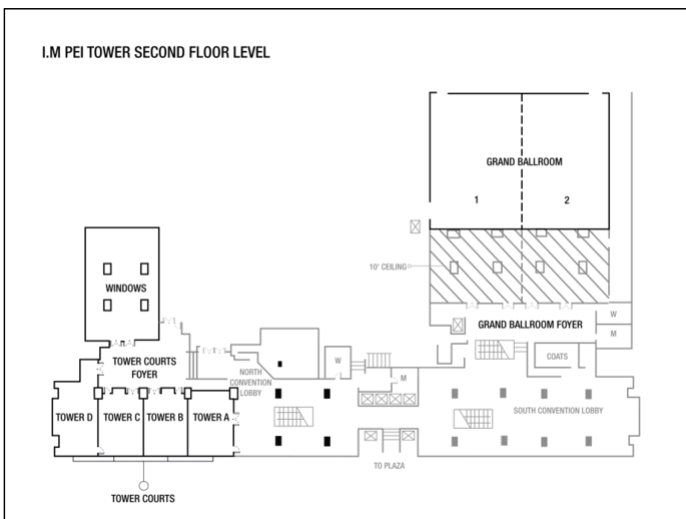 I.M PEI TOWER SECOND FLOOR LEVEL
GRAND BALLROOM
1
2
10' CEILING
WINDOWS
GRAND BALLROOM FOYER
W
M
TOWER COURTS
FOYER
NORTH
CONVENTION
LOBBY
W
M
COATS
TOWER D
TOWER C
TOWER B
TOWER A
SOUTH CONVENTION LOBBY
TO PLAZA
TOWER COURTS